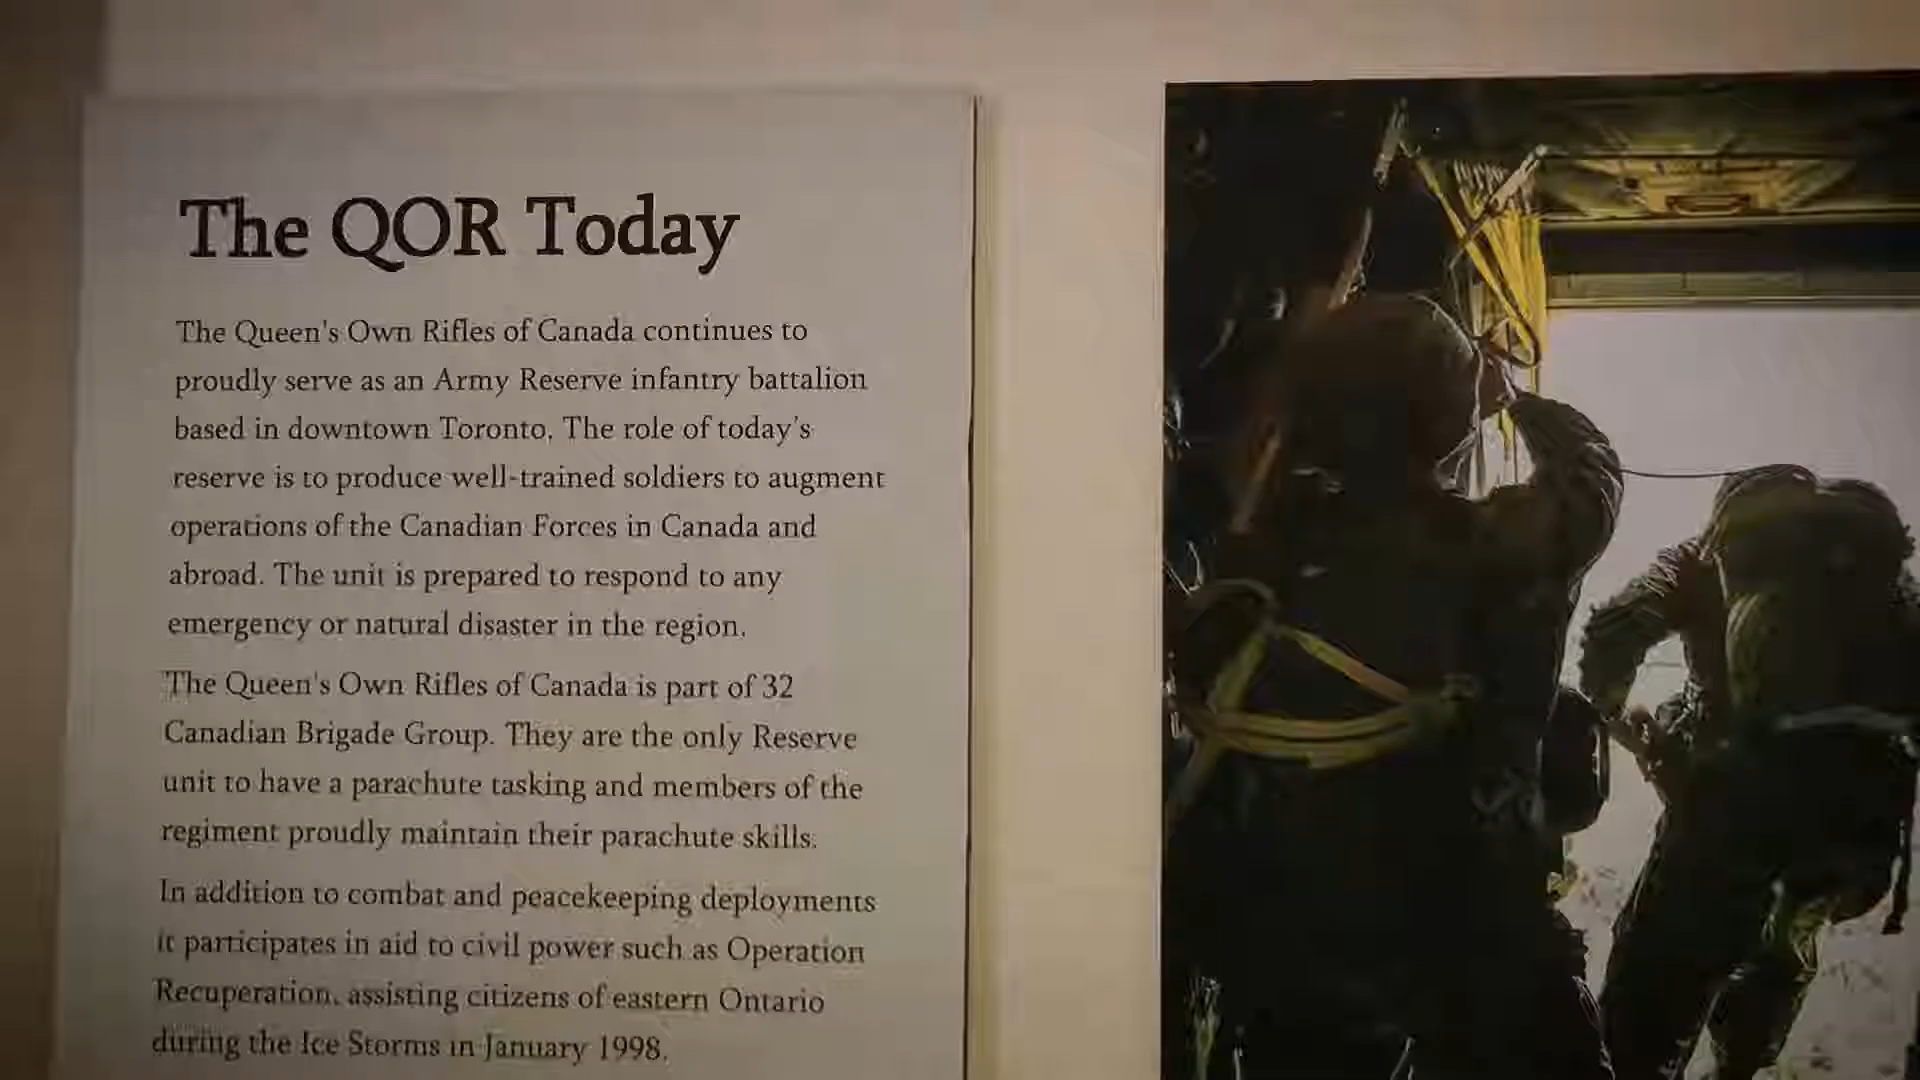 The QOR Today
The Queen's Own Rifles of Canada continues to
proudly serve as an Army Reserve infantry battalion
based in downtown Toronto. The role of today's
reserve is to produce well-trained soldiers to augment
operations of the Canadian Forces in Canada and
abroad. The unit is prepared to respond to any
emergency or natural disaster in the region.
The Queen's Own Rifles of Canada is part of 32
Canadian Brigade Group. They are the only Reserve
unit to have a parachute tasking and members of the
regiment proudly maintain their parachute skills.
In addition to combat and peacekeeping deployments
it participates in aid to civil power such as Operation
Recuperation, assisting citizens of eastern Ontario
during the Ice Storms in January 1998.